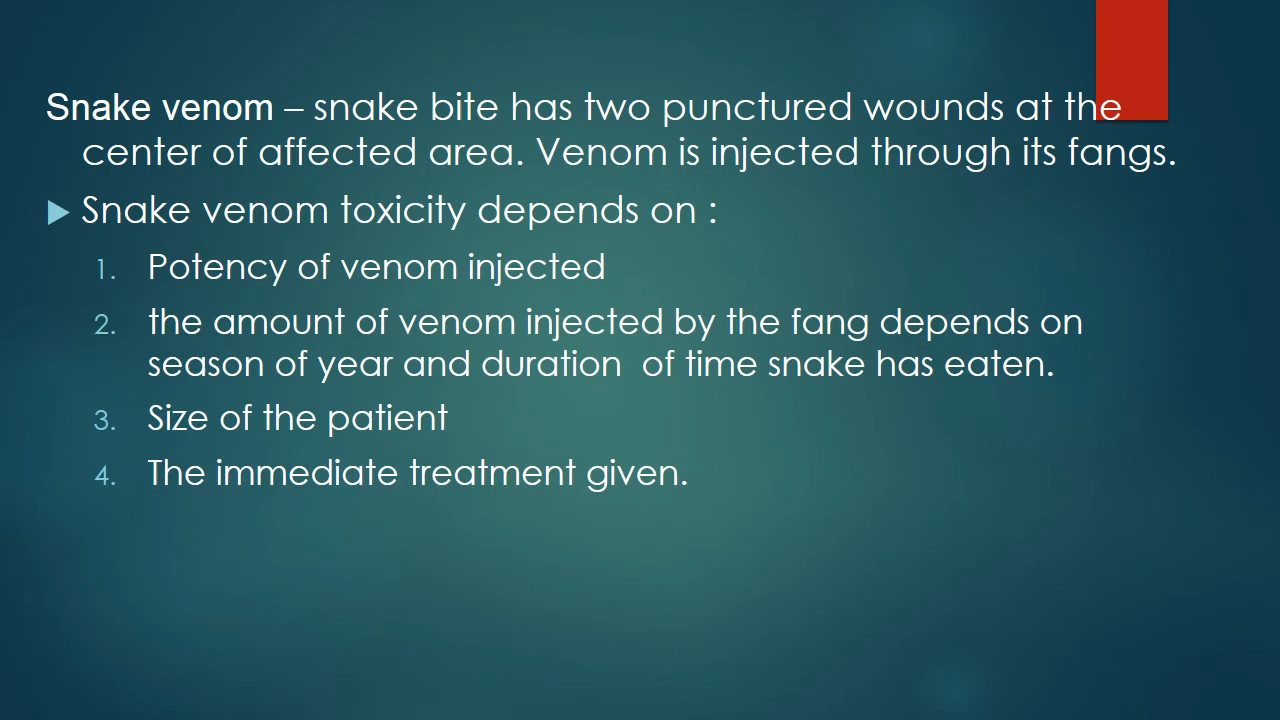 Snake venom – snake bite has two punctured wounds at the
center of affected area. Venom is injected through its fangs.
Snake venom toxicity depends on :
1. Potency of venom injected
2. the amount of venom injected by the fang depends on
season of year and duration  of time snake has eaten.
3. Size of the patient
4. The immediate treatment given.